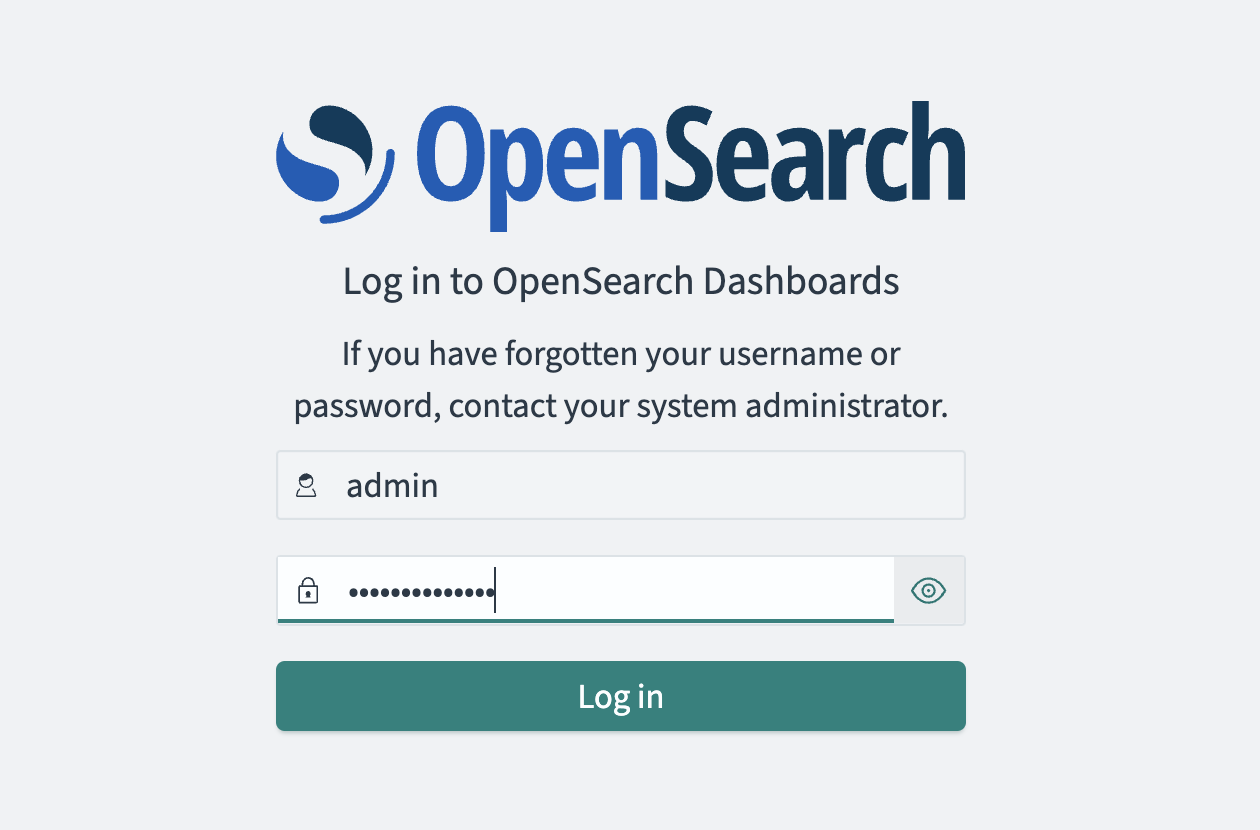 OpenSearch
Log in to OpenSearch Dashboards
If you have forgotten your username or
password, contact your system administrator.
admin
••••••••••••••
Log in